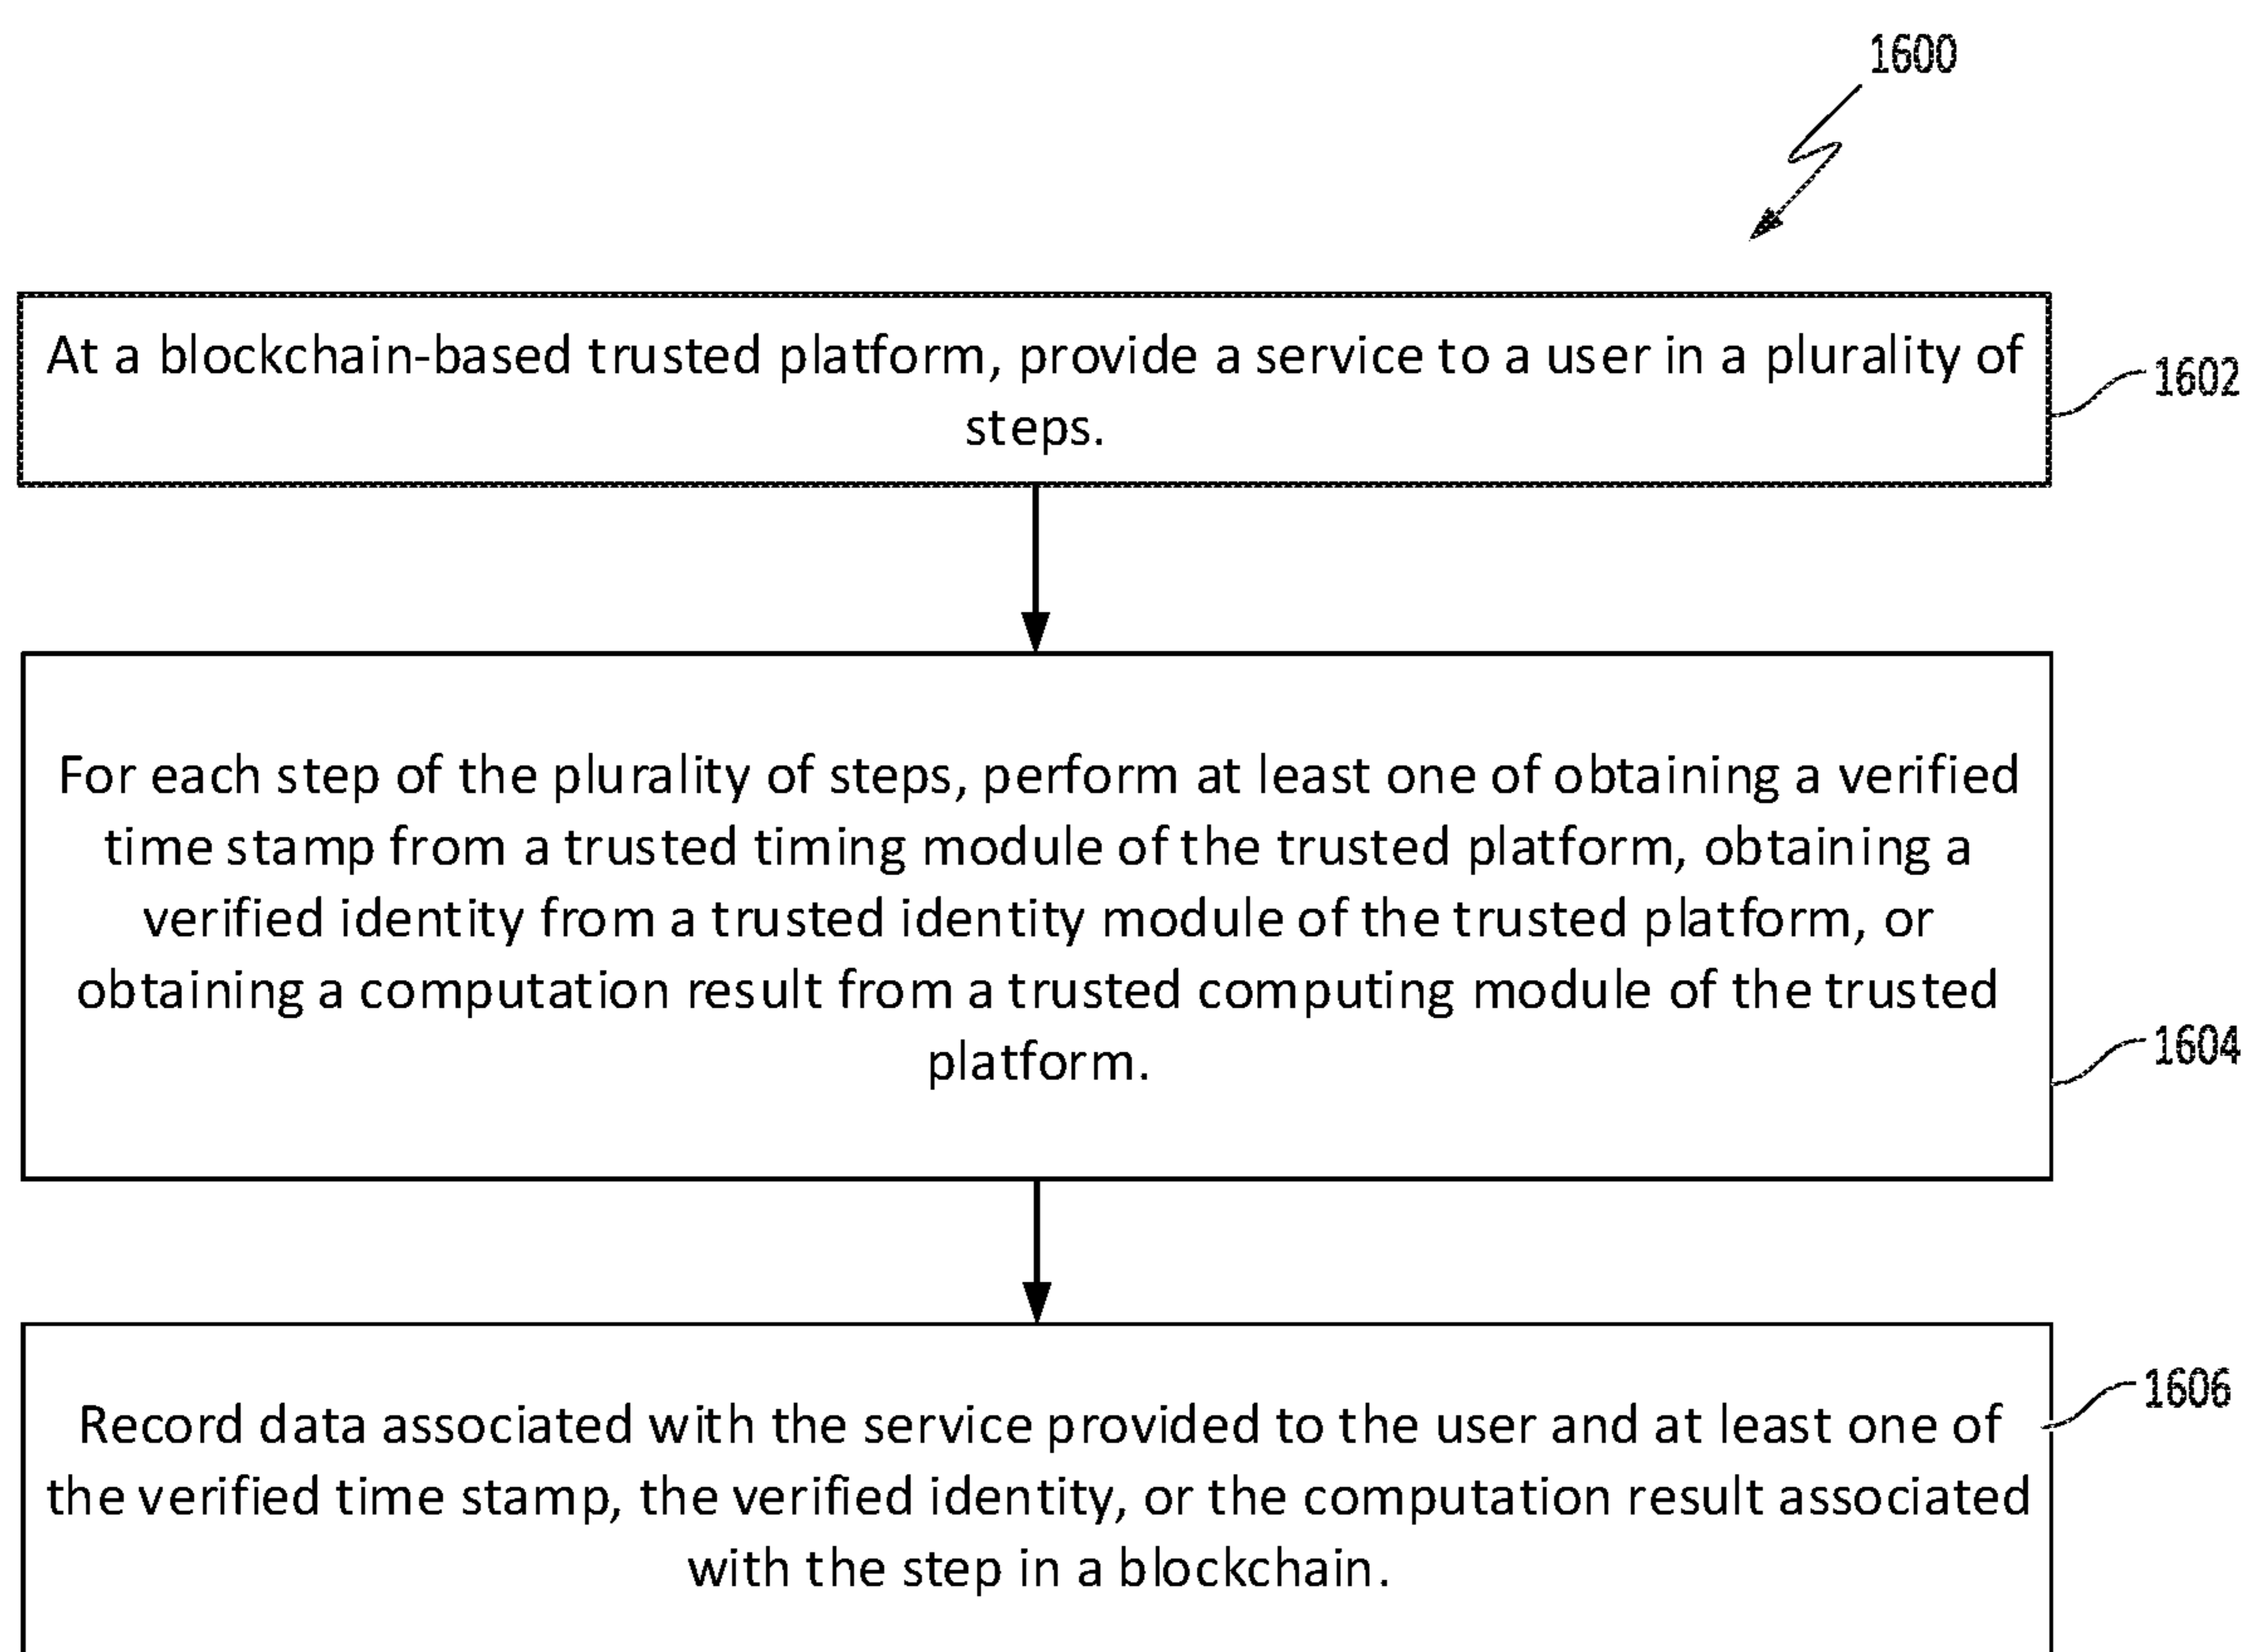 1600
At a blockchain-based trusted platform, provide a service to a user in a plurality of
steps.
1602
For each step of the plurality of steps, perform at least one of obtaining a verified
time stamp from a trusted timing module of the trusted platform, obtaining a
verified identity from a trusted identity module of the trusted platform, or
obtaining a computation result from a trusted computing module of the trusted
platform.
1604
Record data associated with the service provided to the user and at least one of
the verified time stamp, the verified identity, or the computation result associated
with the step in a blockchain.
1606